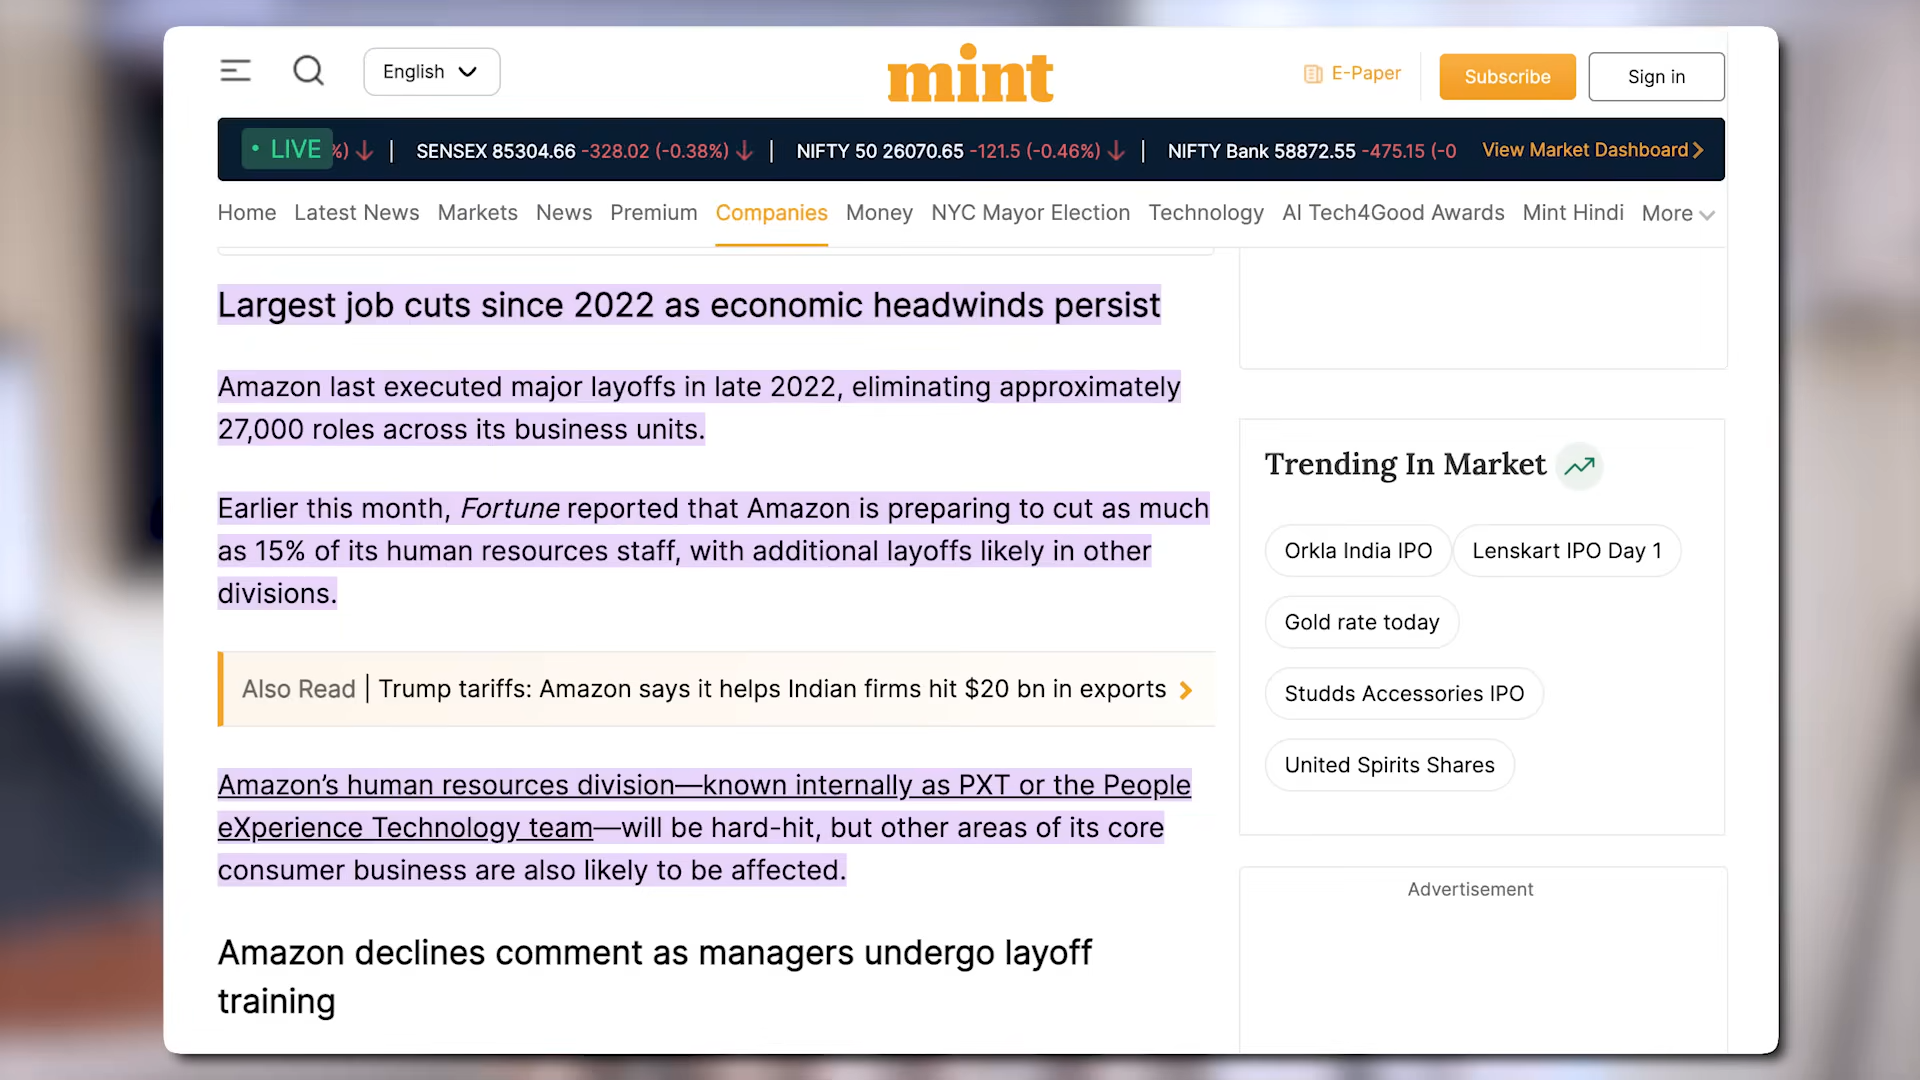 English
mint
E-Paper
Subscribe
Sign in
• LIVE %) | SENSEX 85304.66 -328.02 (-0.38%) | NIFTY 50 26070.65 -121.5 (-0.46%) | NIFTY Bank 58872.55 -475.15 (-0 View Market Dashboard
Home Latest News Markets News Premium Companies Money NYC Mayor Election Technology AI Tech4Good Awards Mint Hindi More
Largest job cuts since 2022 as economic headwinds persist
Amazon last executed major layoffs in late 2022, eliminating approximately
27,000 roles across its business units.
Earlier this month, Fortune reported that Amazon is preparing to cut as much
as 15% of its human resources staff, with additional layoffs likely in other
divisions.
Also Read | Trump tariffs: Amazon says it helps Indian firms hit $20 bn in exports
Amazon’s human resources division—known internally as PXT or the People
eXperience Technology team—will be hard-hit, but other areas of its core
consumer business are also likely to be affected.
Amazon declines comment as managers undergo layoff
training
Trending In Market
Orkla India IPO
Lenskart IPO Day 1
Gold rate today
Studds Accessories IPO
United Spirits Shares
Advertisement